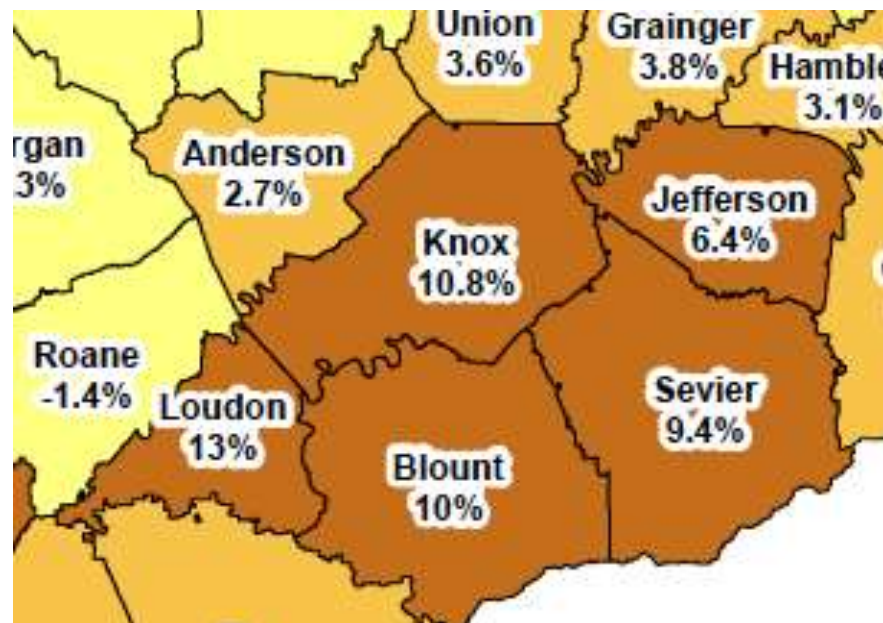 Union
3.6%
Grainger
3.8%
Hamble
3.1%
rgan
.3%
Anderson
2.7%
Jefferson
6.4%
Knox
10.8%
Roane
-1.4%
Loudon
13%
Sevier
9.4%
Blount
10%